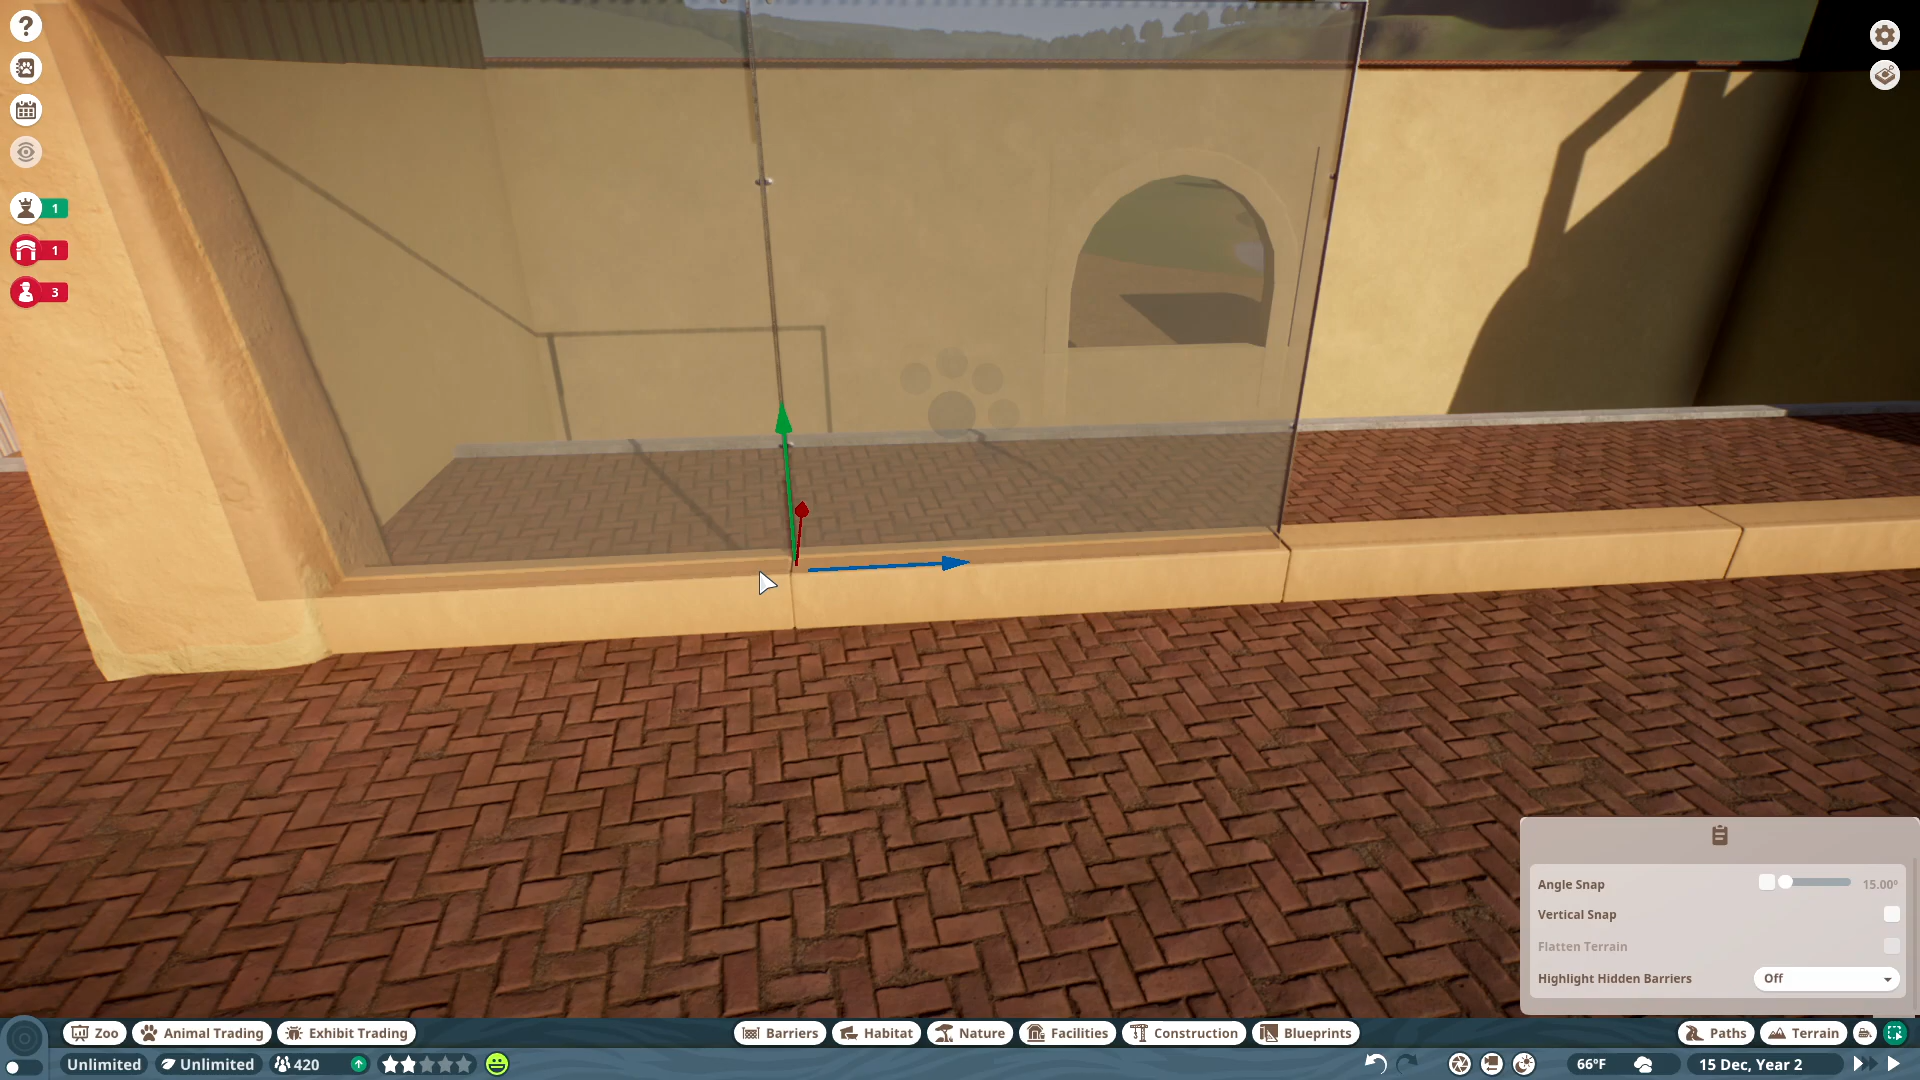 ?
1
1
3
Angle Snap 15.00°
Vertical Snap
Flatten Terrain
Highlight Hidden Barriers Off
Zoo Animal Trading Exhibit Trading Barriers Habitat Nature Facilities Construction Blueprints Paths Terrain
Unlimited Unlimited 420 66°F 15 Dec, Year 2